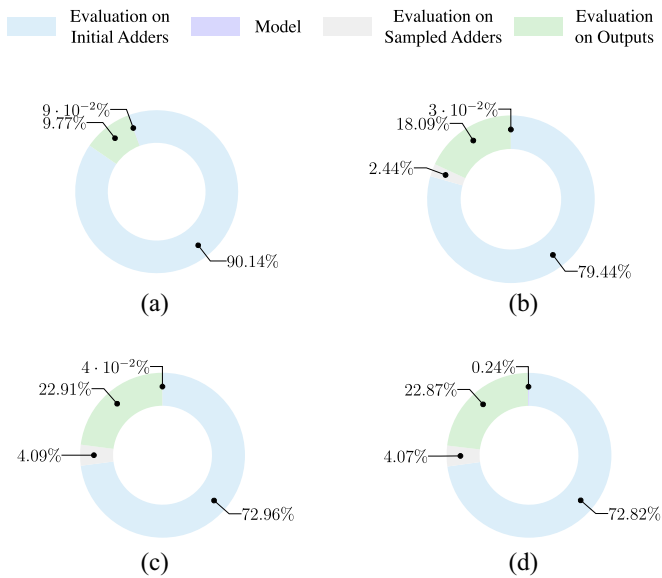 Evaluation on
Initial Adders
Model
Evaluation on
Sampled Adders
Evaluation
on Outputs
9 · 10⁻²%
9.77%
90.14%
(a)
3 · 10⁻²%
18.09%
2.44%
79.44%
(b)
4 · 10⁻²%
22.91%
4.09%
72.96%
(c)
0.24%
22.87%
4.07%
72.82%
(d)